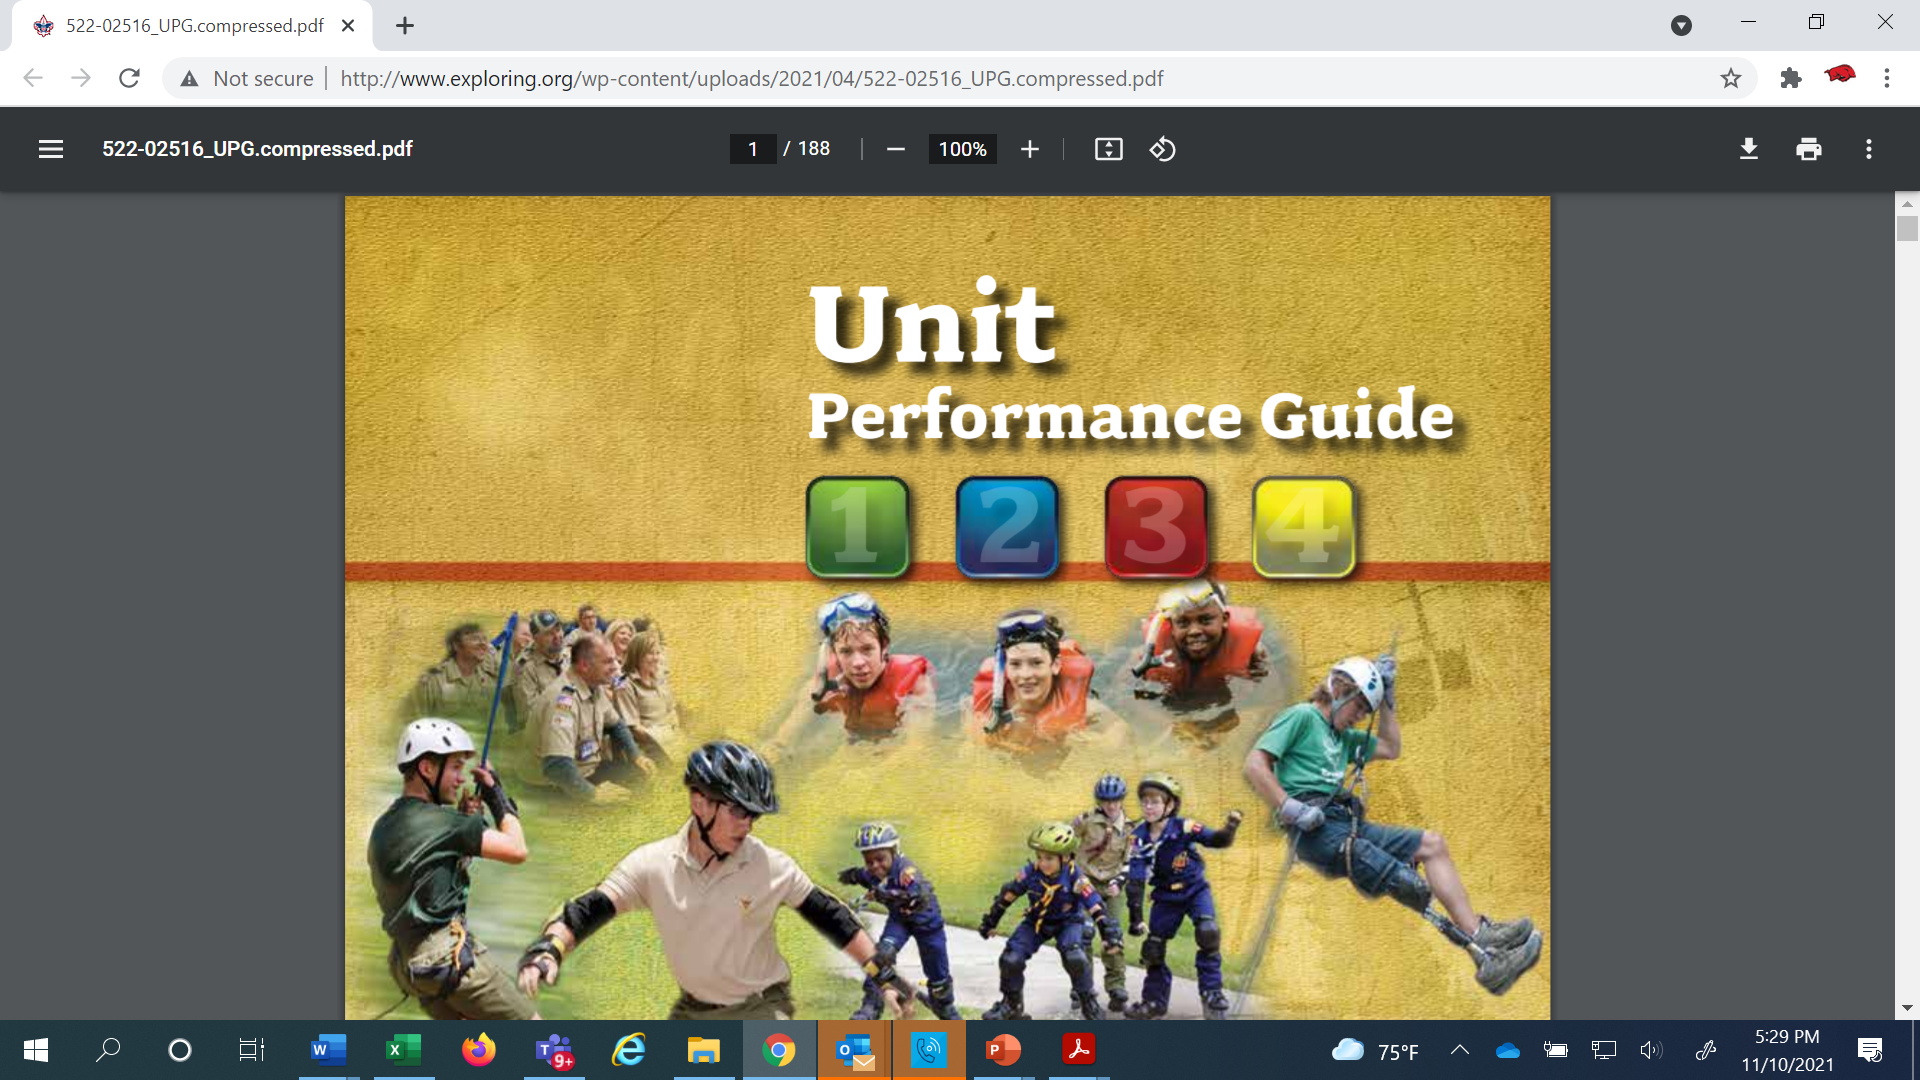 522-02516_UPG.compressed.pdf
Not secure
http://www.exploring.org/wp-content/uploads/2021/04/522-02516_UPG.compressed.pdf
522-02516_UPG.compressed.pdf
1 / 188
100%
Unit
Performance Guide
1 2 3 4
W X T 9+ O P
75°F
5:29 PM
11/10/2021